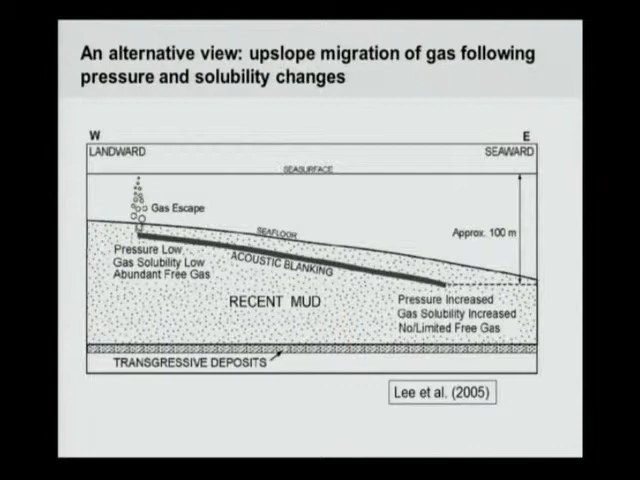 An alternative view: upslope migration of gas following
pressure and solubility changes
W
E
LANDWARD
SEAWARD
SEASURFACE
Gas Escape
SEAFLOOR
Approx. 100 m
ACOUSTIC BLANKING
Pressure Low
Gas Solubility Low
Abundant Free Gas
RECENT MUD
Pressure Increased
Gas Solubility Increased
No/Limited Free Gas
TRANSGRESSIVE DEPOSITS
Lee et al. (2005)